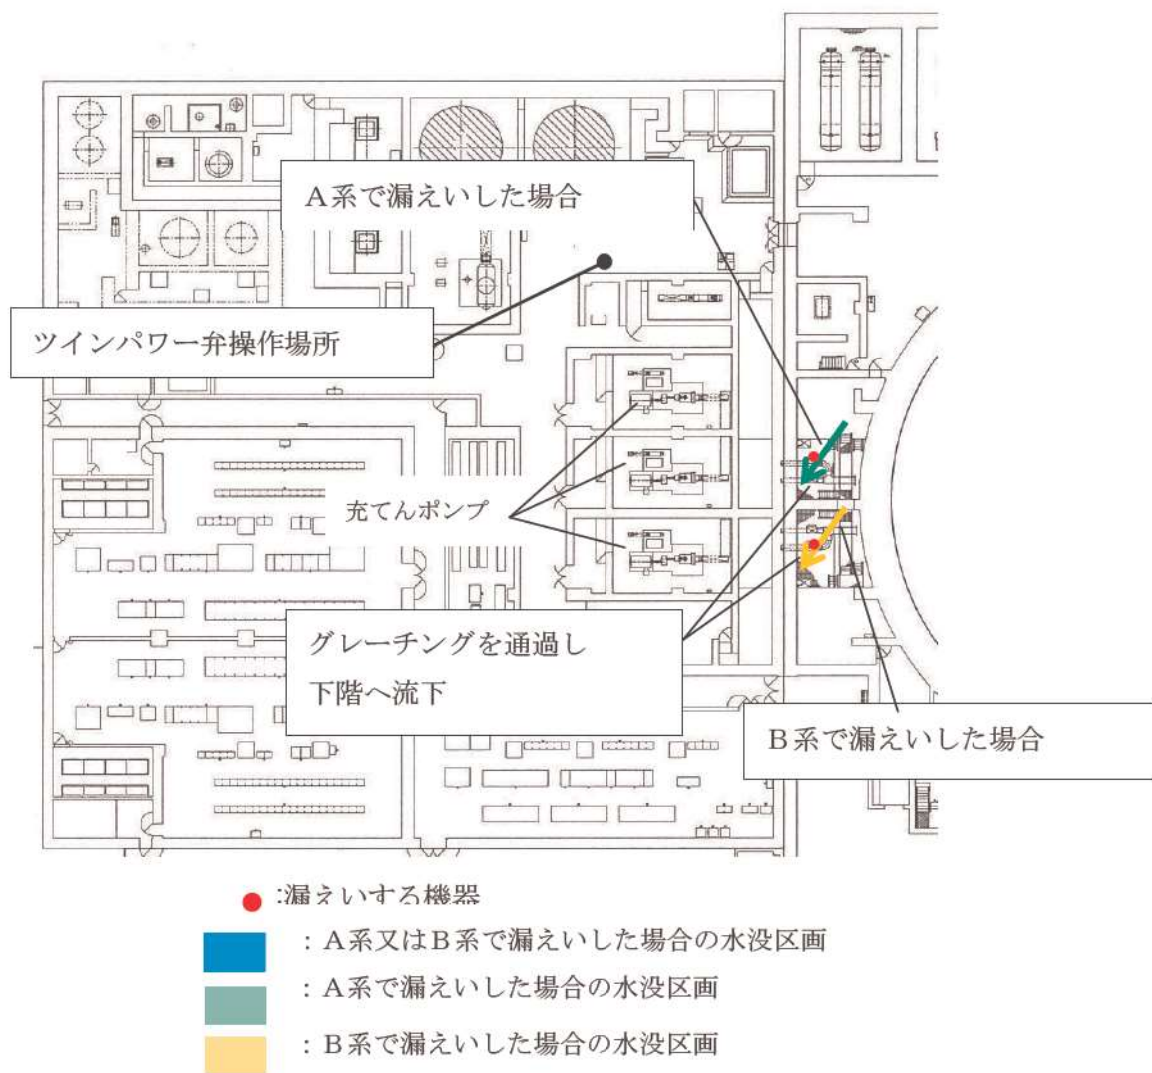 A系で漏えいした場合
ツインパワー弁操作場所
充てんポンプ
グレーチングを通過し
下階へ流下
B系で漏えいした場合
:漏えいする機器
：A系又はB系で漏えいした場合の水没区画
：A系で漏えいした場合の水没区画
：B系で漏えいした場合の水没区画